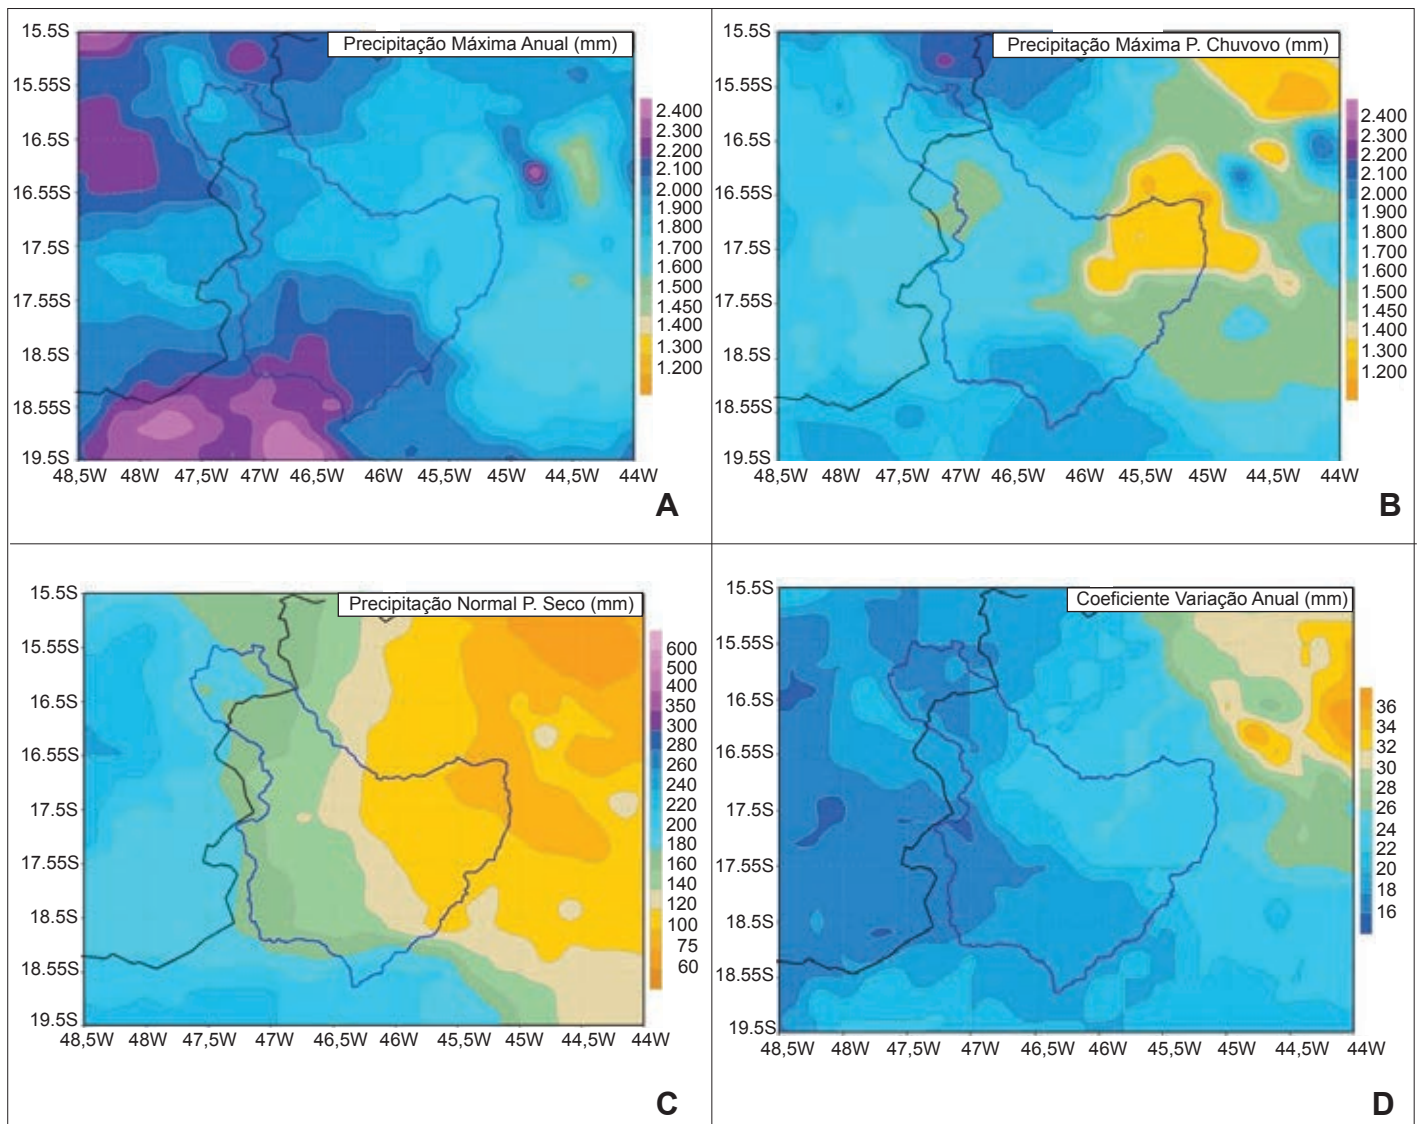 Precipitação Máxima Anual (mm)
15.5S
15.55S
16.5S
16.55S
17.5S
17.55S
18.5S
18.55S
19.5S
48,5W 48W 47,5W 47W 46,5W 46W 45,5W 45W 44,5W 44W
2.400
2.300
2.200
2.100
2.000
1.900
1.800
1.700
1.600
1.500
1.450
1.400
1.300
1.200
A
Precipitação Máxima P. Chuvovo (mm)
15.5S
15.55S
16.5S
16.55S
17.5S
17.55S
18.5S
18.55S
19.5S
48,5W 48W 47,5W 47W 46,5W 46W 45,5W 45W 44,5W 44W
2.400
2.300
2.200
2.100
2.000
1.900
1.800
1.700
1.600
1.500
1.450
1.400
1.300
1.200
B
Precipitação Normal P. Seco (mm)
15.5S
15.55S
16.5S
16.55S
17.5S
17.55S
18.5S
18.55S
19.5S
48,5W 48W 47,5W 47W 46,5W 46W 45,5W 45W 44,5W 44W
600
500
400
350
300
280
260
240
220
200
180
160
140
120
100
75
60
C
Coeficiente Variação Anual (mm)
15.5S
15.55S
16.5S
16.55S
17.5S
17.55S
18.5S
18.55S
19.5S
48,5W 48W 47,5W 47W 46,5W 46W 45,5W 45W 44,5W 44W
36
34
32
30
28
26
24
22
20
18
16
D